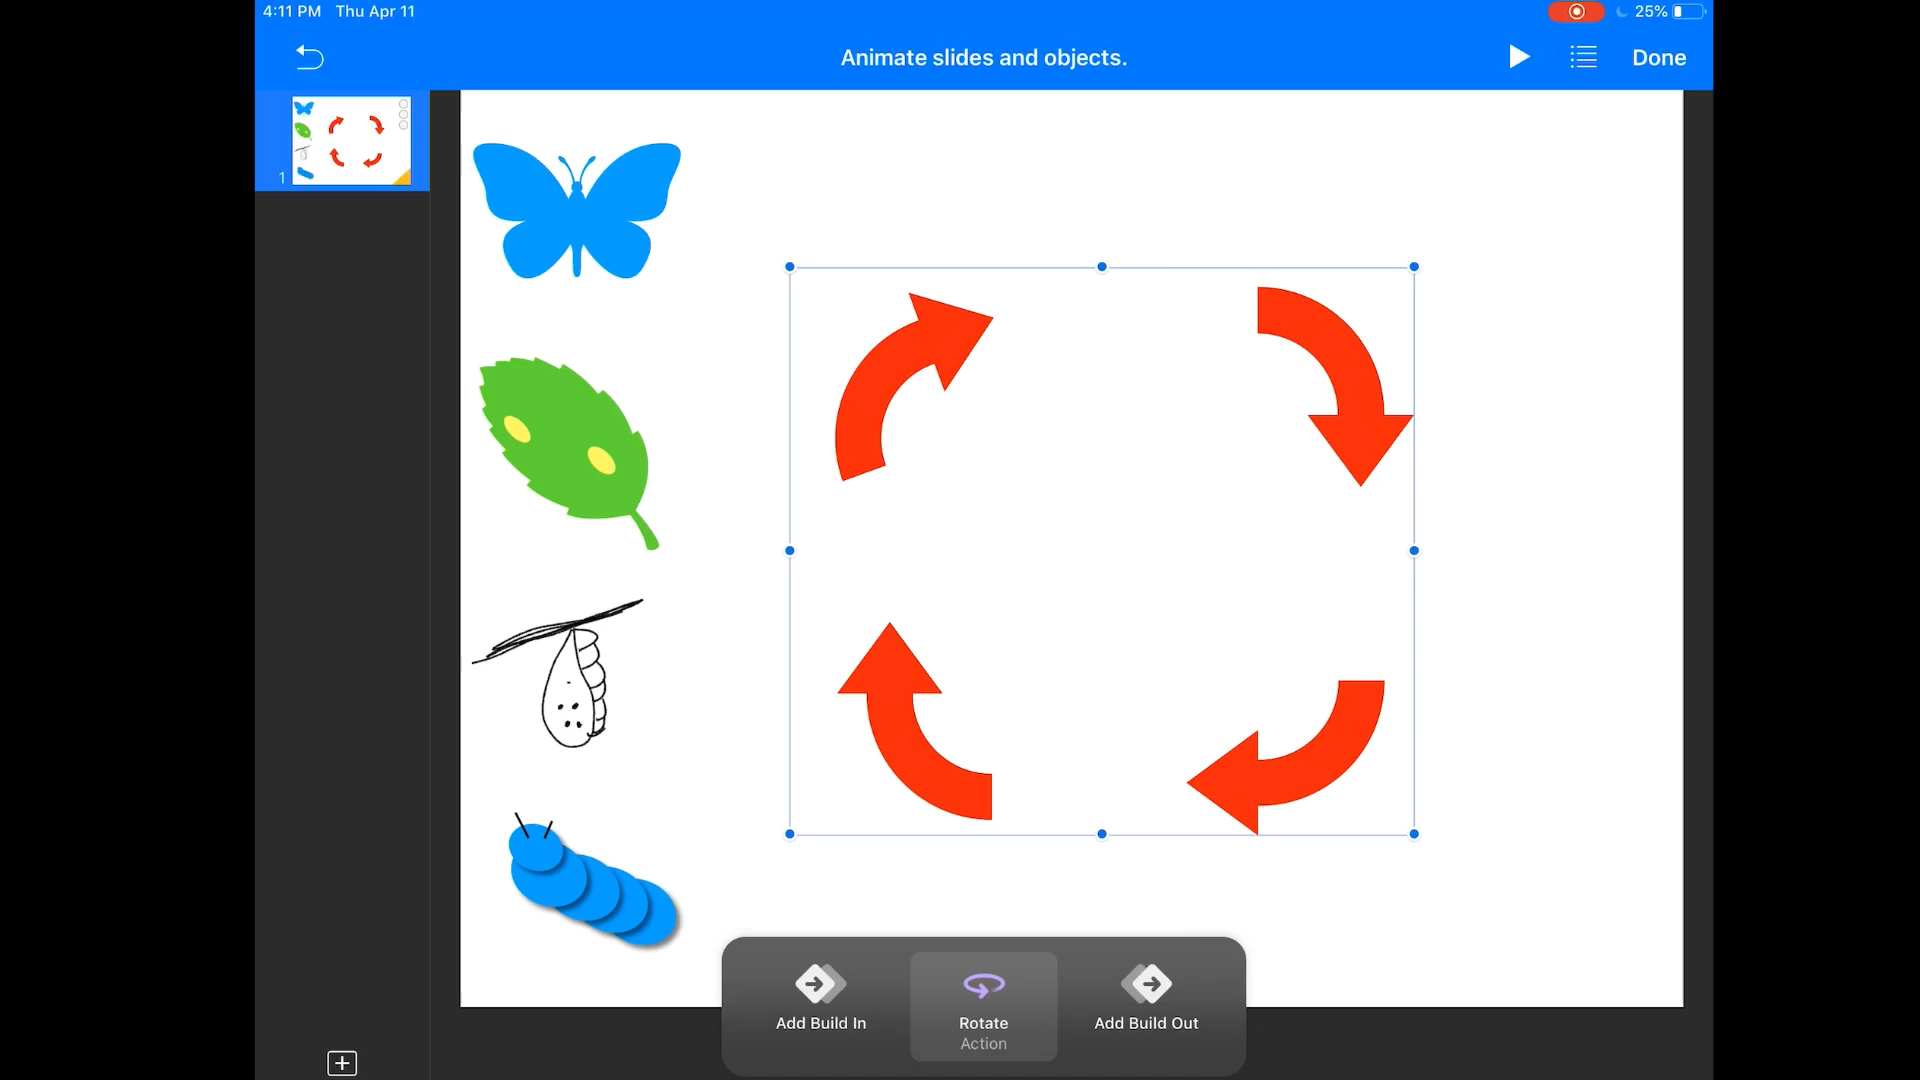 4:11 PM Thu Apr 11
25%
Animate slides and objects.
Done
1
Add Build In
Rotate
Action
Add Build Out